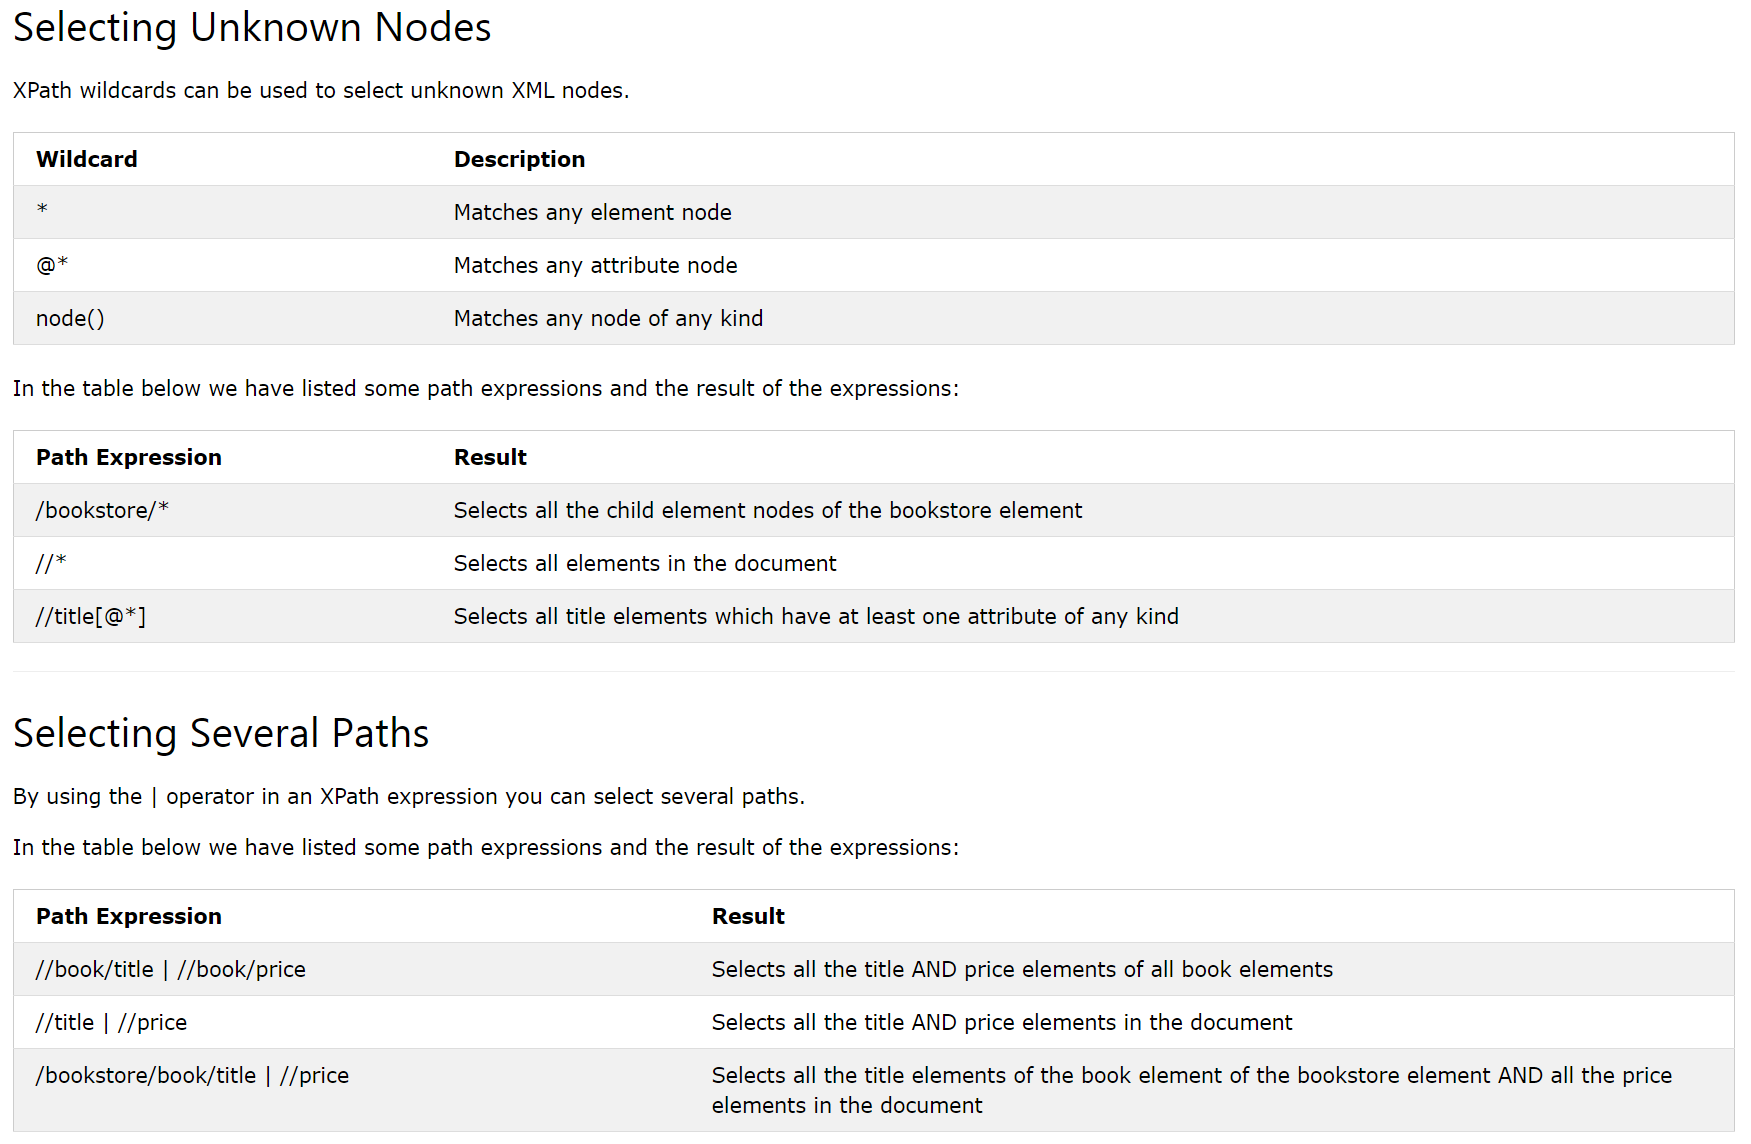 Selecting Unknown Nodes
XPath wildcards can be used to select unknown XML nodes.
Wildcard Description
* Matches any element node
@* Matches any attribute node
node() Matches any node of any kind
In the table below we have listed some path expressions and the result of the expressions:
Path Expression Result
/bookstore/* Selects all the child element nodes of the bookstore element
//* Selects all elements in the document
//title[@*] Selects all title elements which have at least one attribute of any kind
Selecting Several Paths
By using the | operator in an XPath expression you can select several paths.
In the table below we have listed some path expressions and the result of the expressions:
Path Expression Result
//book/title | //book/price Selects all the title AND price elements of all book elements
//title | //price Selects all the title AND price elements in the document
/bookstore/book/title | //price Selects all the title elements of the book element of the bookstore element AND all the price
elements in the document